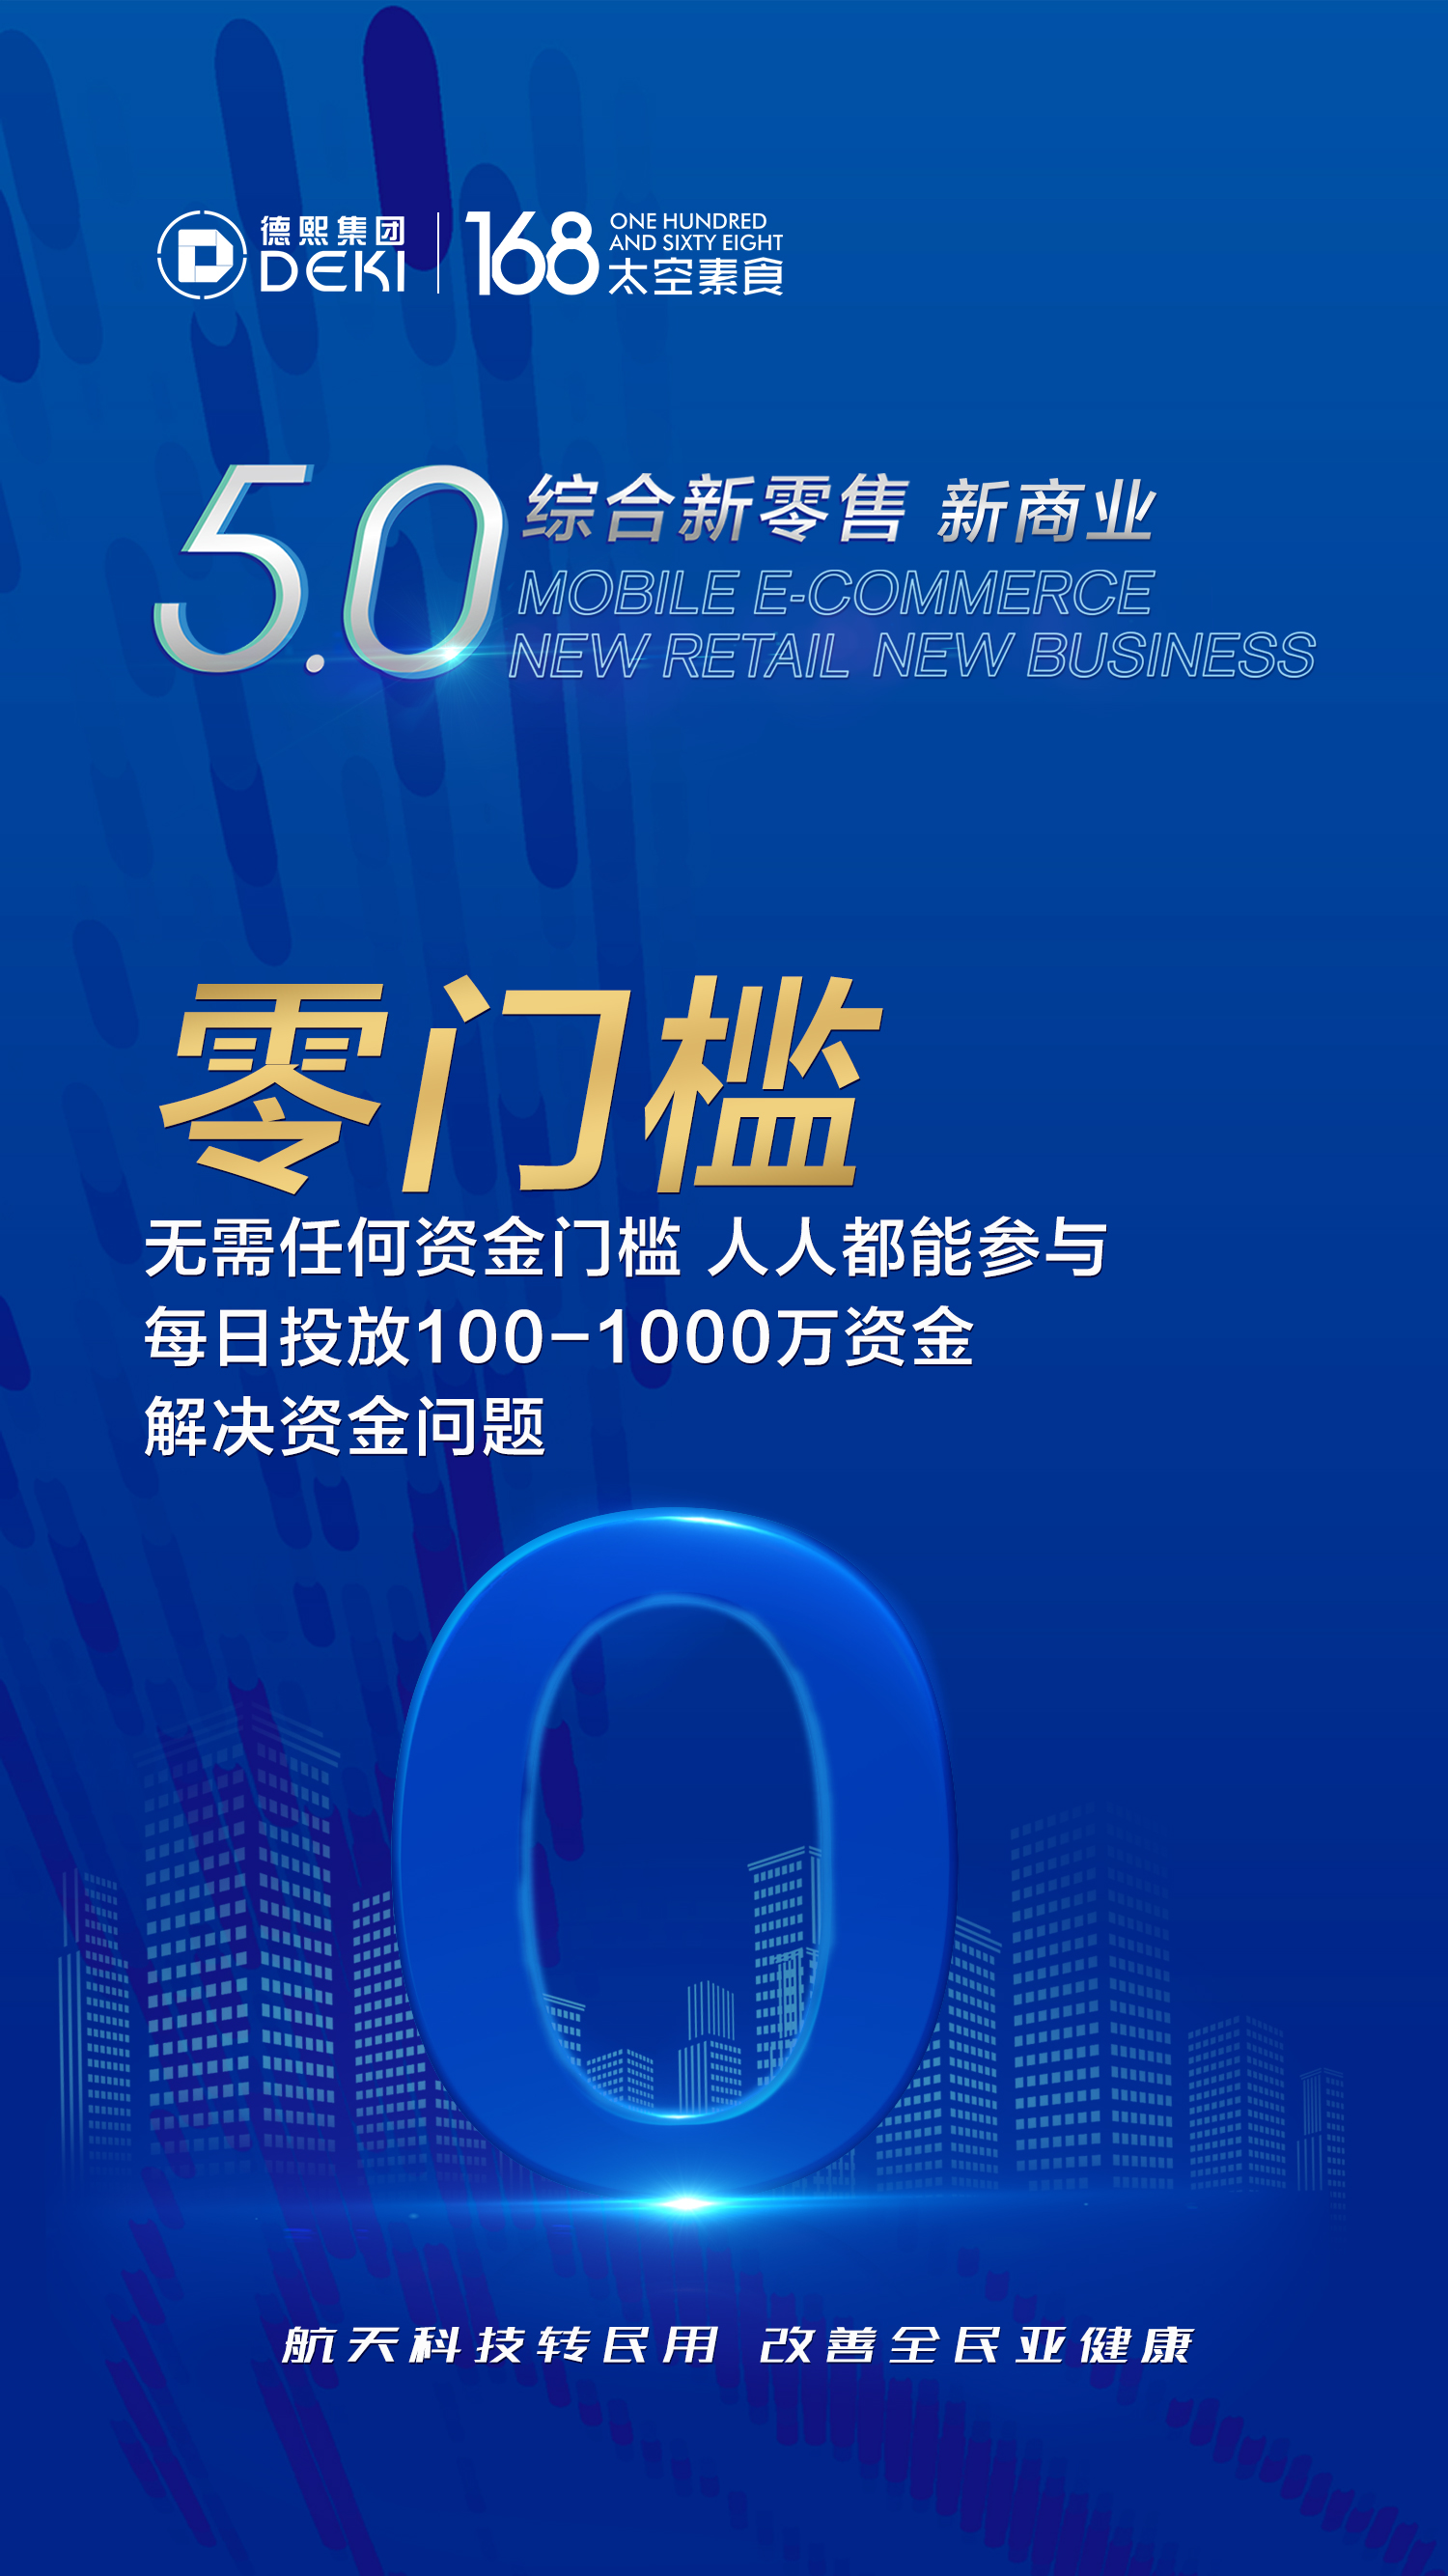 德熙集团
DEKI
168
ONE HUNDRED
AND SIXTY EIGHT
太空素食
5.0
综合新零售 新商业
MOBILE E-COMMERCE
NEW RETAIL NEW BUSINESS
零门槛
无需任何资金门槛 人人都能参与
每日投放100-1000万资金
解决资金问题
0
航天科技转民用 改善全民亚健康